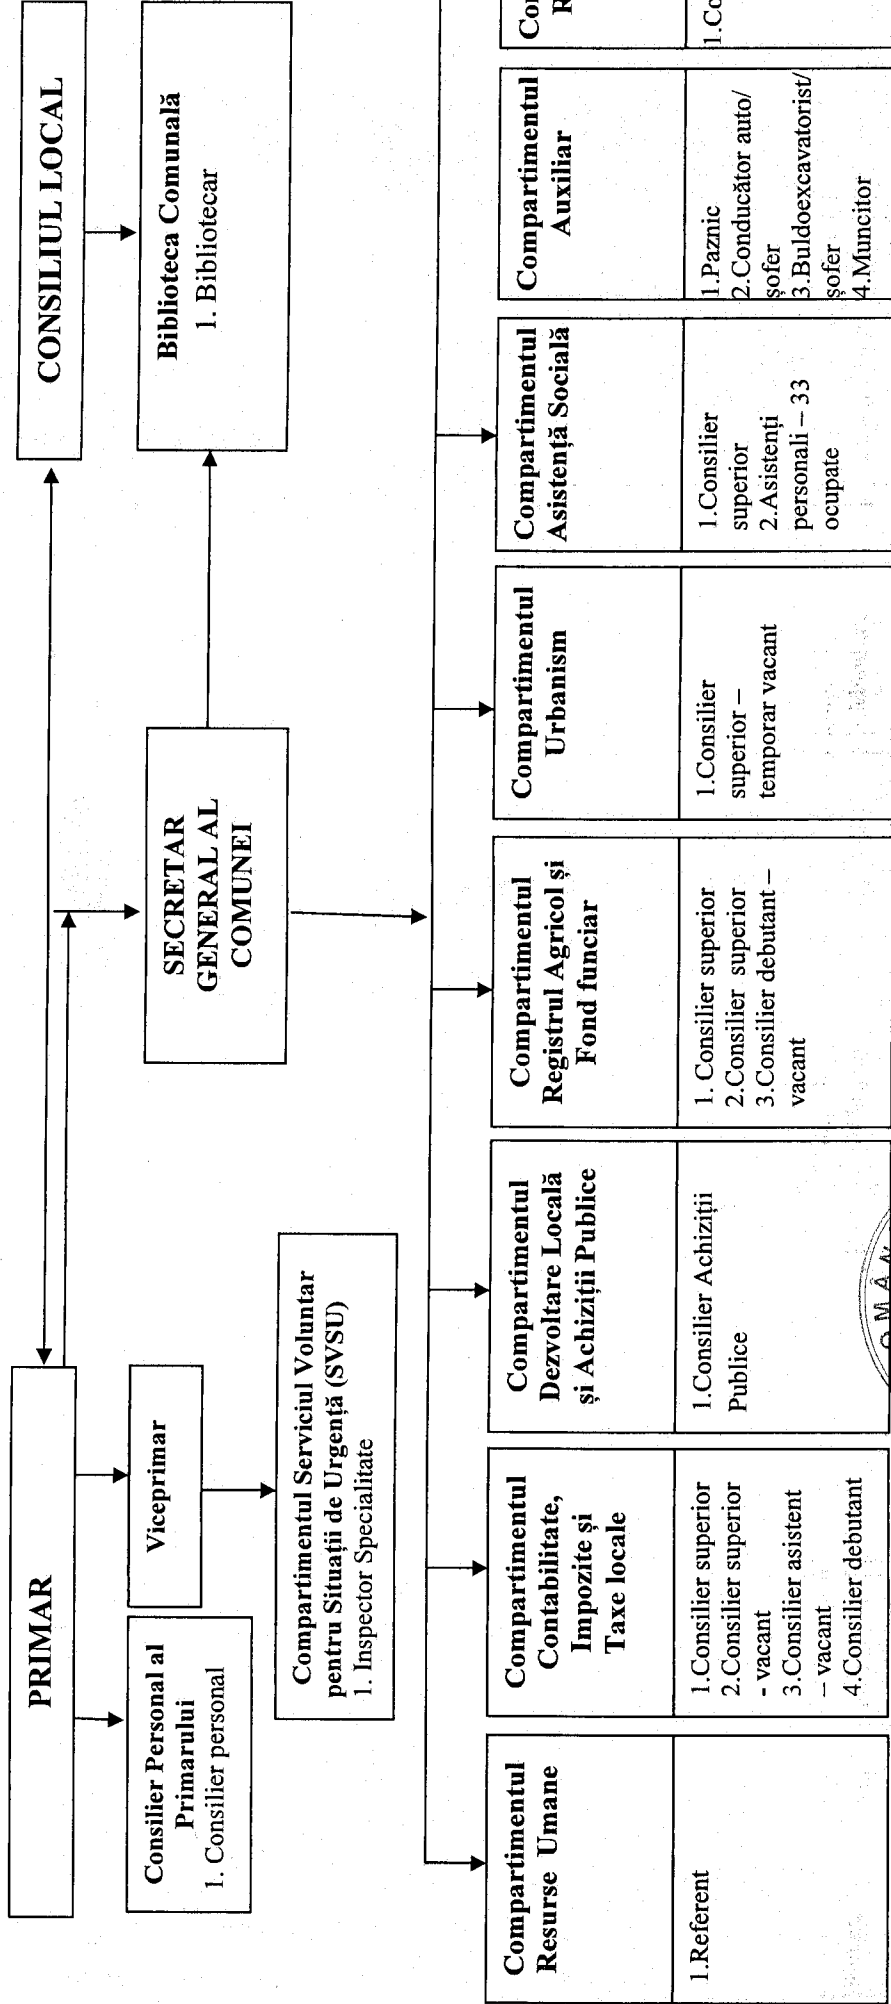 PRIMAR
CONSILIUL LOCAL
Consilier Personal al
Primarului
1. Consilier personal
Viceprimar
Compartimentul Serviciul Voluntar
pentru Situații de Urgență (SVSU)
1. Inspector Specialitate
SECRETAR
GENERAL AL
COMUNEI
Biblioteca Comunală
1. Bibliotecar
Compartimentul
Resurse Umane
1.Referent
Compartimentul
Contabilitate,
Impozite și
Taxe locale
1.Consilier superior
2.Consilier superior
- vacant
3.Consilier asistent
– vacant
4.Consilier debutant
Compartimentul
Dezvoltare Locală
și Achiziții Publice
1.Consilier Achiziții
Publice
Compartimentul
Registrul Agricol și
Fond funciar
1. Consilier superior
2.Consilier superior
3.Consilier debutant –
vacant
Compartimentul
Urbanism
1.Consilier
superior –
temporar vacant
Compartimentul
Asistență Socială
1.Consilier
superior
2.Asistenți
personali – 33
ocupate
Compartimentul
Auxiliar
1.Paznic
2.Conducător auto/
șofer
3.Buldoexcavatorist/
șofer
4.Muncitor